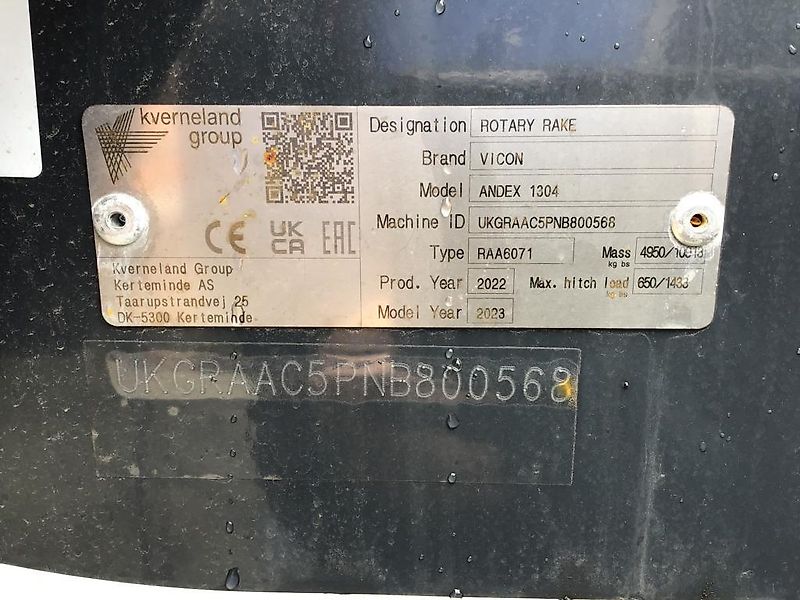 kverneland
group
CE UK
CA EAC
Kverneland Group
Kerteminde AS
Taarupstrandvej 25
DK-5300 Kerteminde
Designation ROTARY RAKE
Brand VICON
Model ANDEX 1304
Machine ID UKGRAAC5PNB800568
Type RAA6071 Mass kg lbs 4950/10913
Prod. Year 2022 Max. hitch load kg lbs 650/1433
Model Year 2023
UKGRAAC5PNB800568